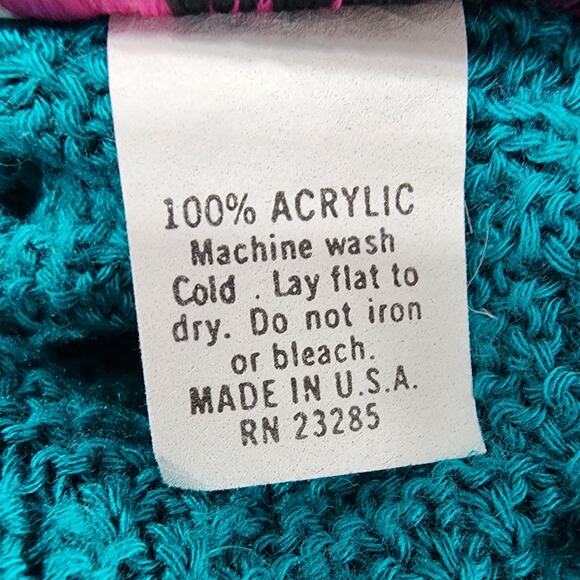 100% ACRYLIC
Machine wash
Cold . Lay flat to
dry. Do not iron
or bleach.
MADE IN U.S.A.
RN 23285